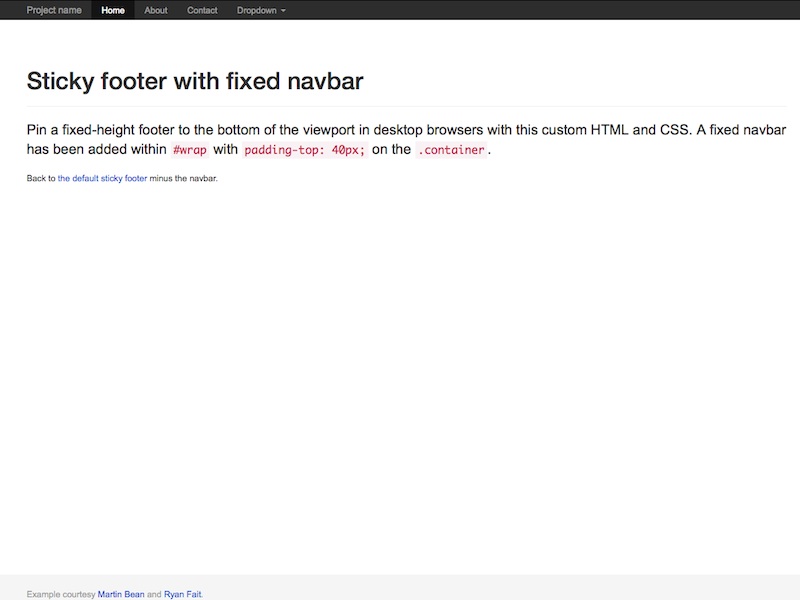 Project name Home About Contact Dropdown
Sticky footer with fixed navbar
Pin a fixed-height footer to the bottom of the viewport in desktop browsers with this custom HTML and CSS. A fixed navbar
has been added within #wrap with padding-top: 40px; on the .container.
Back to the default sticky footer minus the navbar.
Example courtesy Martin Bean and Ryan Fait.